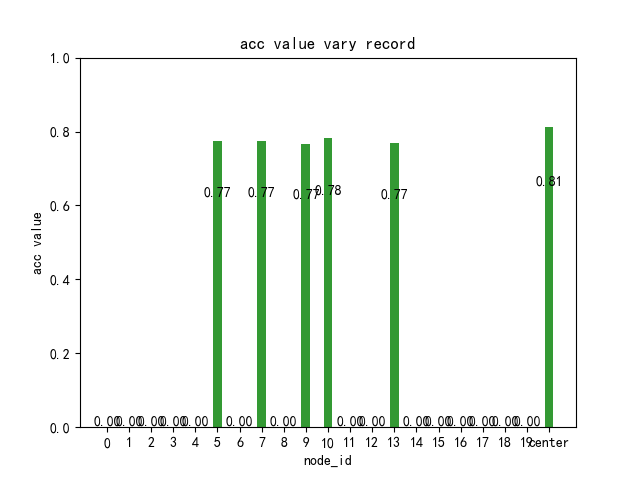 acc value vary record
1.0
0.8
0.6
0.4
0.2
0.0
acc value
0.00 0.00 0.00 0.00 0.00 0.77 0.00 0.77 0.00 0.77 0.78 0.00 0.00 0.77 0.00 0.00 0.00 0.00 0.00 0.00 0.81
0 1 2 3 4 5 6 7 8 9 10 11 12 13 14 15 16 17 18 19 center
node_id